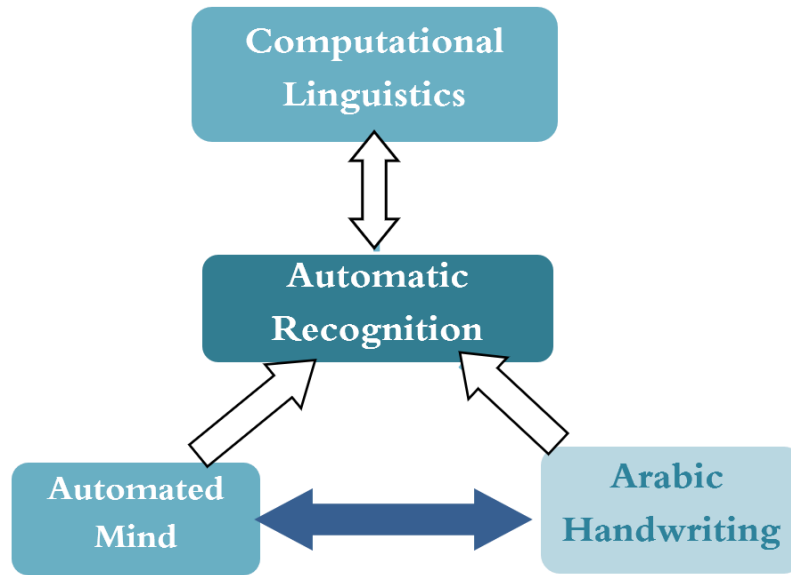 Computational
Linguistics
Automatic
Recognition
Automated
Mind
Arabic
Handwriting